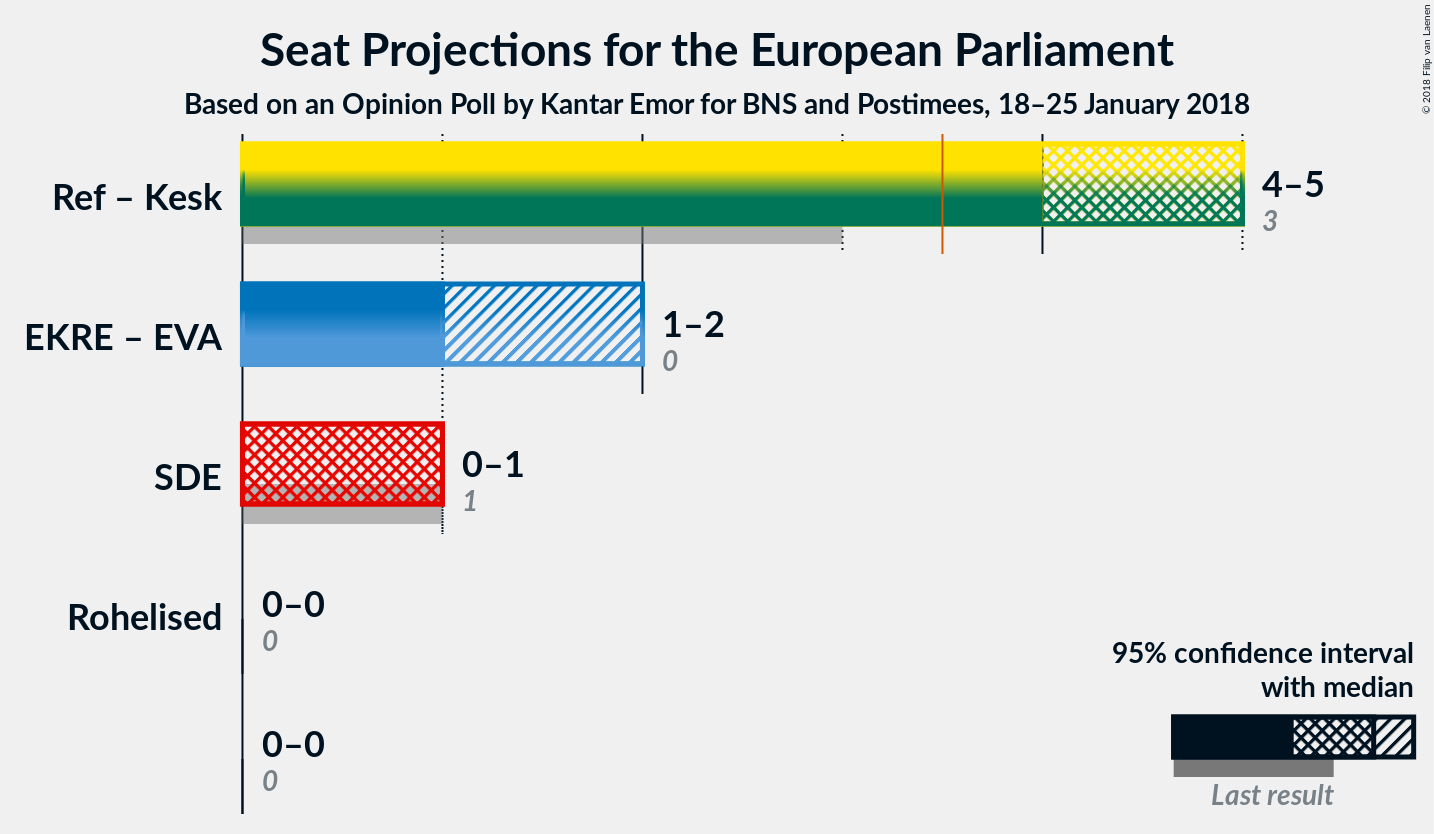 Seat Projections for the European Parliament
Based on an Opinion Poll by Kantar Emor for BNS and Postimees, 18–25 January 2018
© 2018 Filip van Laenen
Ref – Kesk
4–5
3
EKRE – EVA
1–2
0
SDE
0–1
1
Rohelised
0–0
0
0–0
0
95% confidence interval
with median
Last result